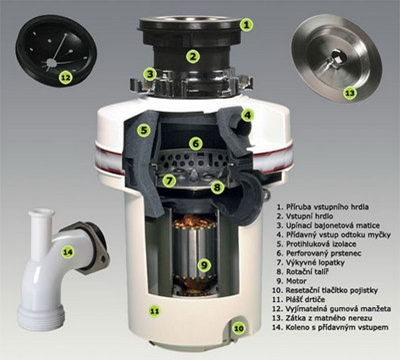 1
2
3
4
5
6
7
8
9
10
11
12
13
14
1. Příruba vstupního hrdla
2. Vstupní hrdlo
3. Upínací bajonetová matice
4. Přídavný vstup odtoku myčky
5. Protihluková izolace
6. Perforovaný prstenec
7. Výkyvné lopatky
8. Rotační talíř
9. Motor
10. Resetační tlačítko pojistky
11. Plášť drtiče
12. Vyjímatelná gumová manžeta
13. Zátka z matného nerezu
14. Koleno s přídavným vstupem